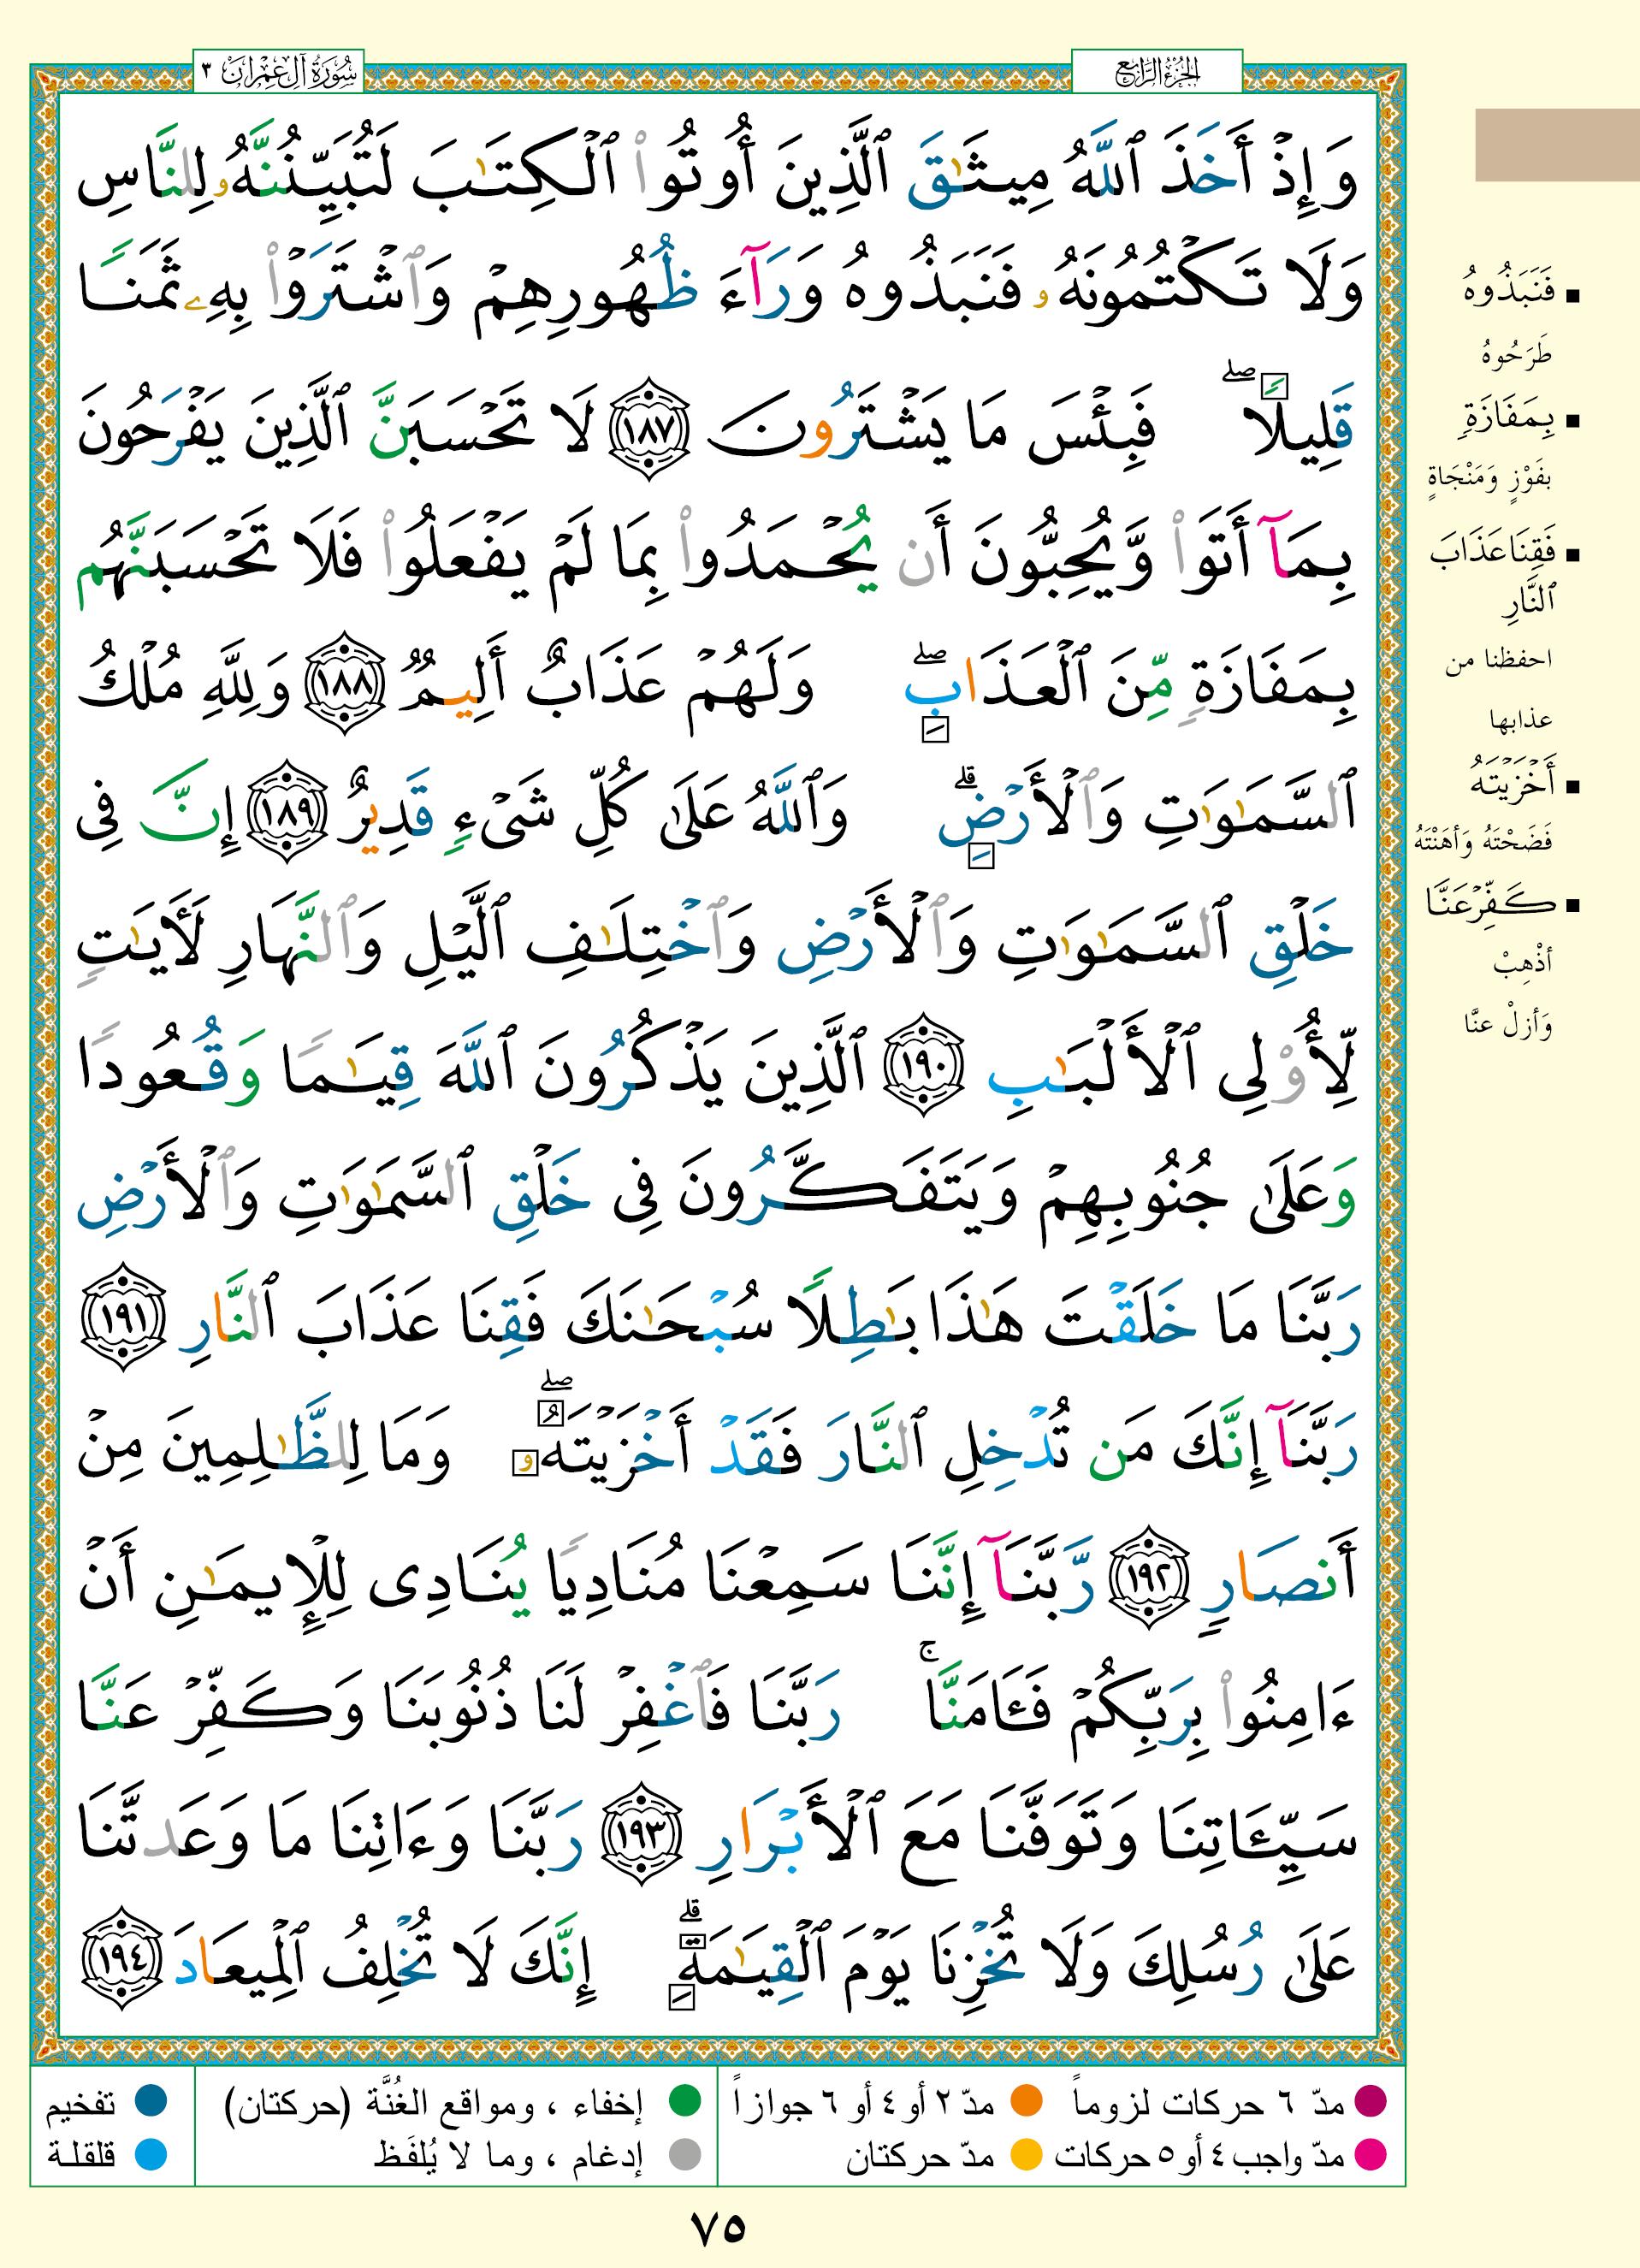 الجزء الرابع
سورة آل عمران ٣
وَإِذْ أَخَذَ ٱللَّهُ مِيثَٰقَ ٱلَّذِينَ أُوتُوا۟ ٱلْكِتَٰبَ لَتُبَيِّنُنَّهُۥ لِلنَّاسِ
وَلَا تَكْتُمُونَهُۥ فَنَبَذُوهُ وَرَآءَ ظُهُورِهِمْ وَٱشْتَرَوْا۟ بِهِۦ ثَمَنًا
قَلِيلًا ۖ فَبِئْسَ مَا يَشْتَرُونَ ١٨٧ لَا تَحْسَبَنَّ ٱلَّذِينَ يَفْرَحُونَ
بِمَآ أَتَوا۟ وَّيُحِبُّونَ أَن يُحْمَدُوا۟ بِمَا لَمْ يَفْعَلُوا۟ فَلَا تَحْسَبَنَّهُم
بِمَفَازَةٍ مِّنَ ٱلْعَذَابِ ۖ وَلَهُمْ عَذَابٌ أَلِيمٌ ١٨٨ وَلِلَّهِ مُلْكُ
ٱلسَّمَٰوَٰتِ وَٱلْأَرْضِ ۗ وَٱللَّهُ عَلَىٰ كُلِّ شَىْءٍ قَدِيرٌ ١٨٩ إِنَّ فِى
خَلْقِ ٱلسَّمَٰوَٰتِ وَٱلْأَرْضِ وَٱخْتِلَٰفِ ٱلَّيْلِ وَٱلنَّهَارِ لَءَايَٰتٍ
لِّأُو۟لِى ٱلْأَلْبَٰبِ ١٩٠ ٱلَّذِينَ يَذْكُرُونَ ٱللَّهَ قِيَٰمًا وَقُعُودًا
وَعَلَىٰ جُنُوبِهِمْ وَيَتَفَكَّرُونَ فِى خَلْقِ ٱلسَّمَٰوَٰتِ وَٱلْأَرْضِ
رَبَّنَا مَا خَلَقْتَ هَٰذَا بَٰطِلًا سُبْحَٰنَكَ فَقِنَا عَذَابَ ٱلنَّارِ ١٩١
رَبَّنَآ إِنَّكَ مَن تُدْخِلِ ٱلنَّارَ فَقَدْ أَخْزَيْتَهُۥ ۖ وَمَا لِلظَّٰلِمِينَ مِنْ
أَنصَارٍ ١٩٢ رَّبَّنَآ إِنَّنَا سَمِعْنَا مُنَادِيًا يُنَادِى لِلْإِيمَٰنِ أَنْ
ءَامِنُوا۟ بِرَبِّكُمْ فَـَٔامَنَّا ۚ رَبَّنَا فَٱغْفِرْ لَنَا ذُنُوبَنَا وَكَفِّرْ عَنَّا
سَيِّـَٔاتِنَا وَتَوَفَّنَا مَعَ ٱلْأَبْرَارِ ١٩٣ رَبَّنَا وَءَاتِنَا مَا وَعَدتَّنَا
عَلَىٰ رُسُلِكَ وَلَا تُخْزِنَا يَوْمَ ٱلْقِيَٰمَةِ ۗ إِنَّكَ لَا تُخْلِفُ ٱلْمِيعَادَ ١٩٤
فَنَبَذُوهُ
طَرَحُوهُ
بِمَفَازَةٍ
بفَوْزٍ وَمَنْجَاةٍ
فَقِنَا عَذَابَ
ٱلنَّارِ
احفظنا من
عذابها
أَخْزَيْتَهُ
فَضَحْتَهُ وَأهَنْتَهُ
كَفِّرْ عَنَّا
أذْهِبْ
وَأزلْ عنَّا
مدّ ٦ حركات لزوماً
مدّ ٢ أو ٤ أو ٦ جوازاً
إخفاء ، ومواقع الغُنَّة (حركتان)
تفخيم
مدّ واجب ٤ أو ٥ حركات
مدّ حركتان
إدغام ، وما لا يُلفَظ
قلقلة
٧٥